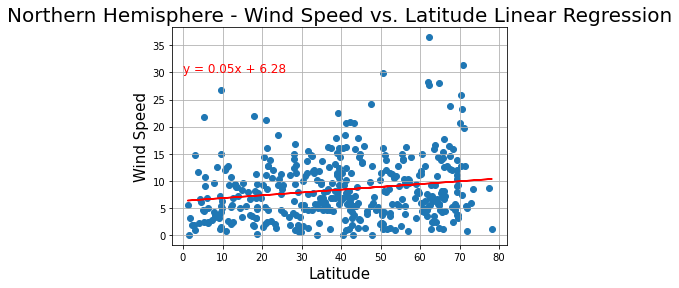 Northern Hemisphere - Wind Speed vs. Latitude Linear Regression
35
30
25
20
15
10
5
0
y = 0.05x + 6.28
Wind Speed
0 10 20 30 40 50 60 70 80
Latitude